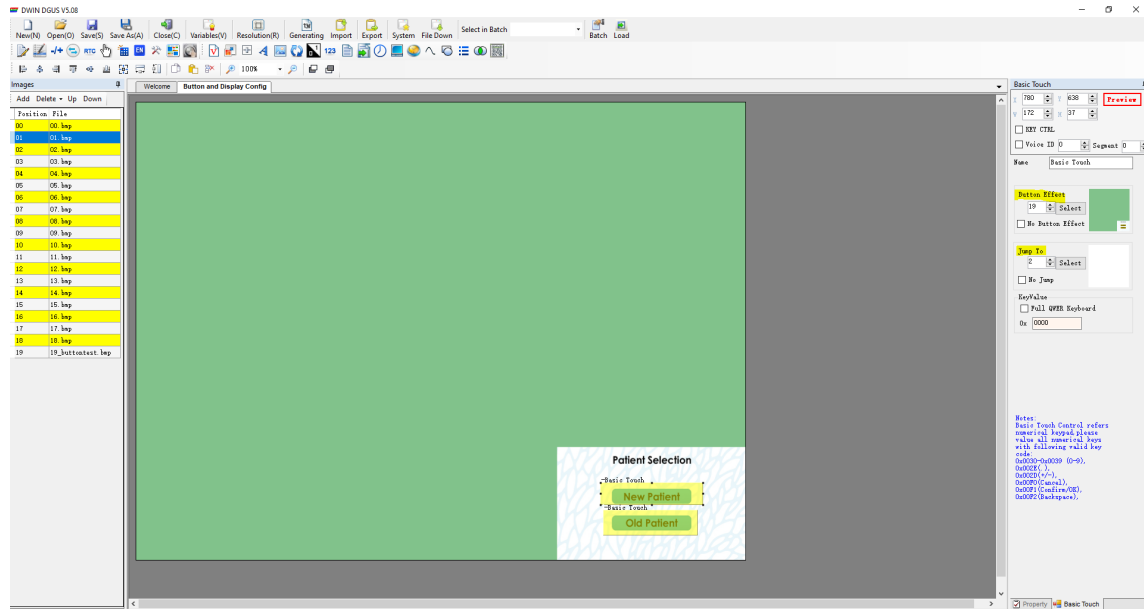 DWIN DGUS V5.08
New(N) Open(O) Save(S) Save As(A) Close(C) Variables(V) Resolution(R) Generating Import Export System File Down Select in Batch Batch Load
RTC EN 123
100%
Images
Welcome Button and Display Config
Basic Touch
Add Delete Up Down
Position File
00 00.bmp
01 01.bmp
02 02.bmp
03 03.bmp
04 04.bmp
05 05.bmp
06 06.bmp
07 07.bmp
08 08.bmp
09 09.bmp
10 10.bmp
11 11.bmp
12 12.bmp
13 13.bmp
14 14.bmp
15 15.bmp
16 16.bmp
17 17.bmp
18 18.bmp
19 19_buttontest.bmp
Patient Selection
Basic Touch
New Patient
Basic Touch
Old Patient
X 780 Y 638 Preview
W 172 H 37
KEY CTRL
Voice ID 0 Segment 0
Name Basic Touch
Button Effect
19 Select
No Button Effect
Jump To
2 Select
No Jump
KeyValue
Full QWER Keyboard
0x 0000
Notes:
Basic Touch Control refers
numerical keypad,please
value all numerical keys
with following valid key
code:
0x0030-0x0039 (0-9),
0x002E(.),
0x002D(+/-),
0x00F0(Cancel),
0x00F1(Confirm/OK),
0x00F2(Backspace),
Property Basic Touch